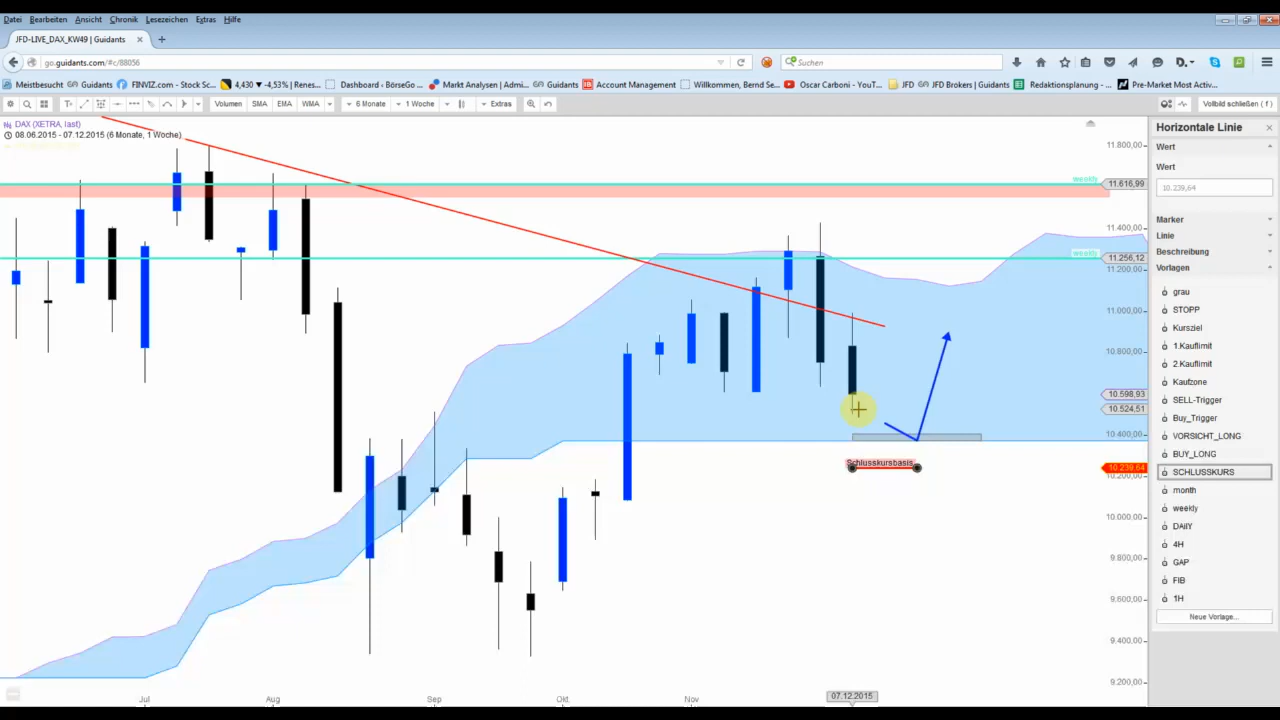 Datei Bearbeiten Ansicht Chronik Lesezeichen Extras Hilfe
JFD-LIVE_DAX_KW49 | Guidants
go.guidants.com/#c/88056
Suchen
Meistbesucht Guidants FINVIZ.com - Stock Sc... 4,430 ▼ -4,53% | Renes... Dashboard - BörseGo ... Markt Analysen | Admi... Guidants Account Management Willkommen, Bernd Se... Oscar Carboni - YouT... JFD JFD Brokers | Guidants Redaktionsplanung - ... Pre-Market Most Activ...
Volumen SMA EMA WMA 6 Monate 1 Woche Extras Vollbild schließen ( f )
DAX (XETRA, last)
08.06.2015 - 07.12.2015 (6 Monate, 1 Woche)
Horizontale Linie
Wert
Wert
10.239,64
Marker
Linie
Beschreibung
Vorlagen
grau
STOPP
Kursziel
1.Kauflimit
2.Kauflimit
Kaufzone
SELL-Trigger
Buy_Trigger
VORSICHT_LONG
BUY_LONG
SCHLUSSKURS
month
weekly
DAILY
4H
GAP
FIB
1H
Neue Vorlage...
11.800,00
weekly 11.616,99
11.400,00
weekly 11.256,12
11.200,00
11.000,00
10.800,00
10.598,93
10.524,51
10.400,00
Schlusskursbasis 10.239,64
10.200,00
10.000,00
9.800,00
9.600,00
9.400,00
9.200,00
Jul Aug Sep Okt Nov 07.12.2015